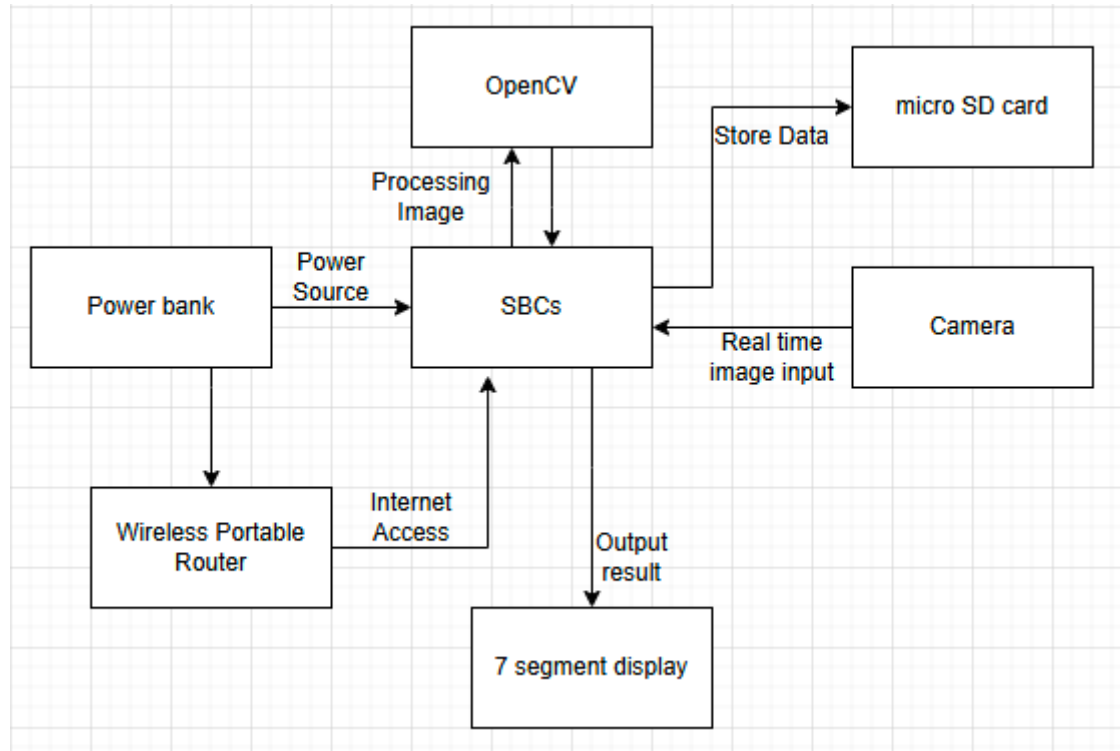 OpenCV
micro SD card
Store Data
Processing
Image
Power
Source
Power bank
SBCs
Camera
Real time
image input
Internet
Access
Wireless Portable
Router
Output
result
7 segment display